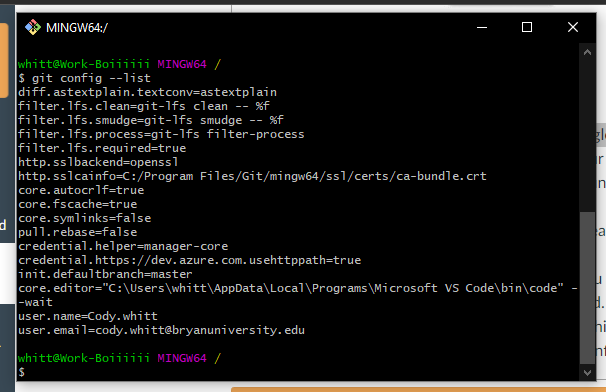 MINGW64:/
whitt@Work-Boiiiiii MINGW64 /
$ git config --list
diff.astextplain.textconv=astextplain
filter.lfs.clean=git-lfs clean -- %f
filter.lfs.smudge=git-lfs smudge -- %f
filter.lfs.process=git-lfs filter-process
filter.lfs.required=true
http.sslbackend=openssl
http.sslcainfo=C:/Program Files/Git/mingw64/ssl/certs/ca-bundle.crt
core.autocrlf=true
core.fscache=true
core.symlinks=false
pull.rebase=false
credential.helper=manager-core
credential.https://dev.azure.com.usehttppath=true
init.defaultbranch=master
core.editor="C:\Users\whitt\AppData\Local\Programs\Microsoft VS Code\bin\code" -
-wait
user.name=Cody.whitt
user.email=cody.whitt@bryanuniversity.edu
whitt@Work-Boiiiiii MINGW64 /
$